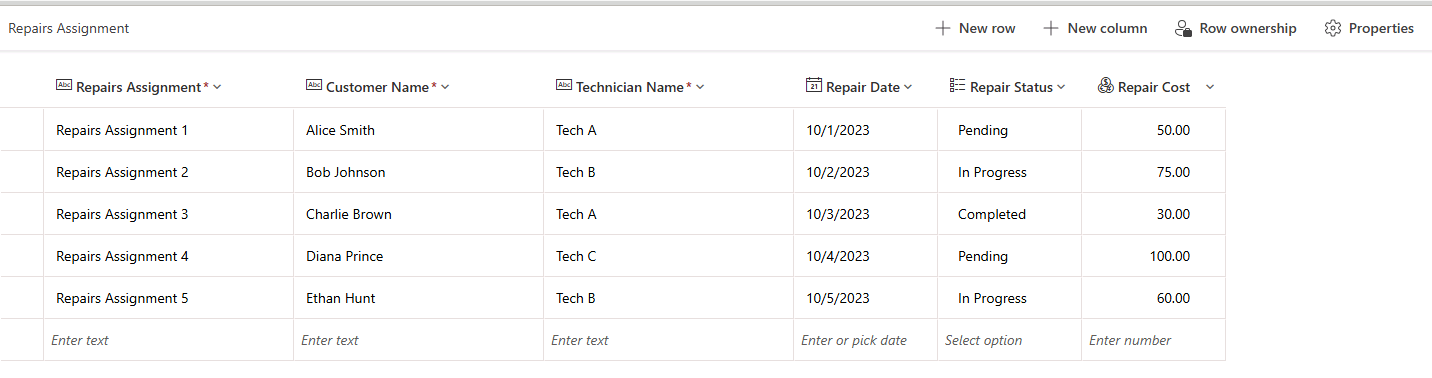 Repairs Assignment + New row + New column Row ownership Properties
Abc Repairs Assignment* Abc Customer Name* Abc Technician Name* 21 Repair Date Repair Status Repair Cost
Repairs Assignment 1 Alice Smith Tech A 10/1/2023 Pending 50.00
Repairs Assignment 2 Bob Johnson Tech B 10/2/2023 In Progress 75.00
Repairs Assignment 3 Charlie Brown Tech A 10/3/2023 Completed 30.00
Repairs Assignment 4 Diana Prince Tech C 10/4/2023 Pending 100.00
Repairs Assignment 5 Ethan Hunt Tech B 10/5/2023 In Progress 60.00
Enter text Enter text Enter text Enter or pick date Select option Enter number